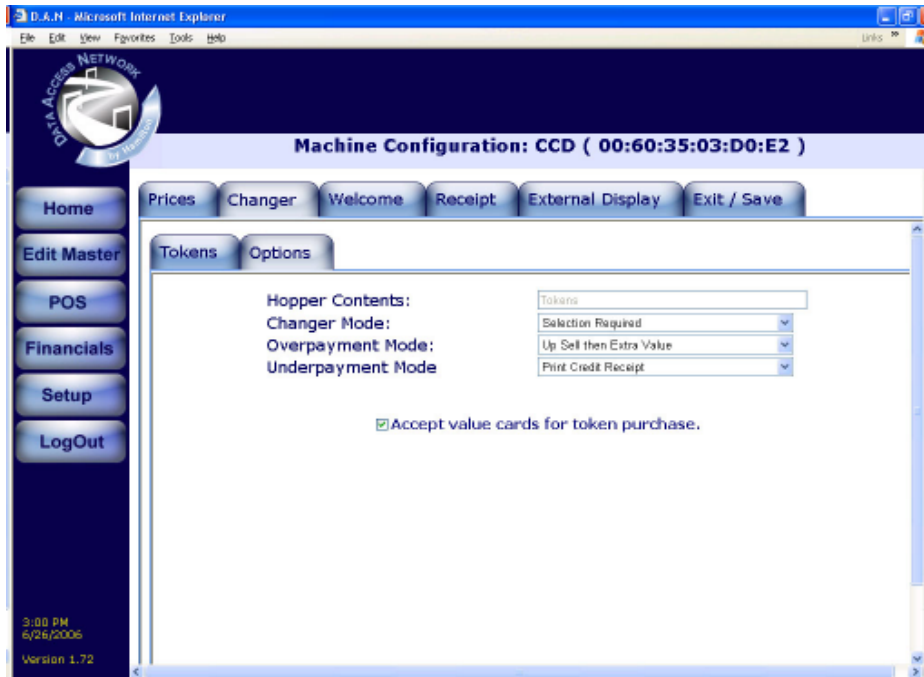 D.A.N - Microsoft Internet Explorer
File Edit View Favorites Tools Help
Links »
DATA ACCESS NETWORK
by Hamilton
Machine Configuration: CCD ( 00:60:35:03:D0:E2 )
Prices Changer Welcome Receipt External Display Exit / Save
Home
Edit Master
POS
Financials
Setup
LogOut
Tokens Options
Hopper Contents: Tokens
Changer Mode: Selection Required
Overpayment Mode: Up Sell then Extra Value
Underpayment Mode Print Credit Receipt
Accept value cards for token purchase.
3:00 PM
6/26/2006
Version 1.72